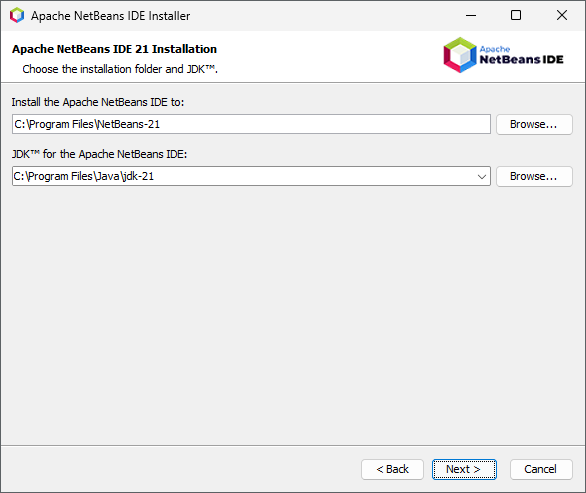 Apache NetBeans IDE Installer
Apache NetBeans IDE 21 Installation
Choose the installation folder and JDK™.
Apache
NetBeans IDE
Install the Apache NetBeans IDE to:
C:\Program Files\NetBeans-21
Browse...
JDK™ for the Apache NetBeans IDE:
C:\Program Files\Java\jdk-21
Browse...
< Back
Next >
Cancel